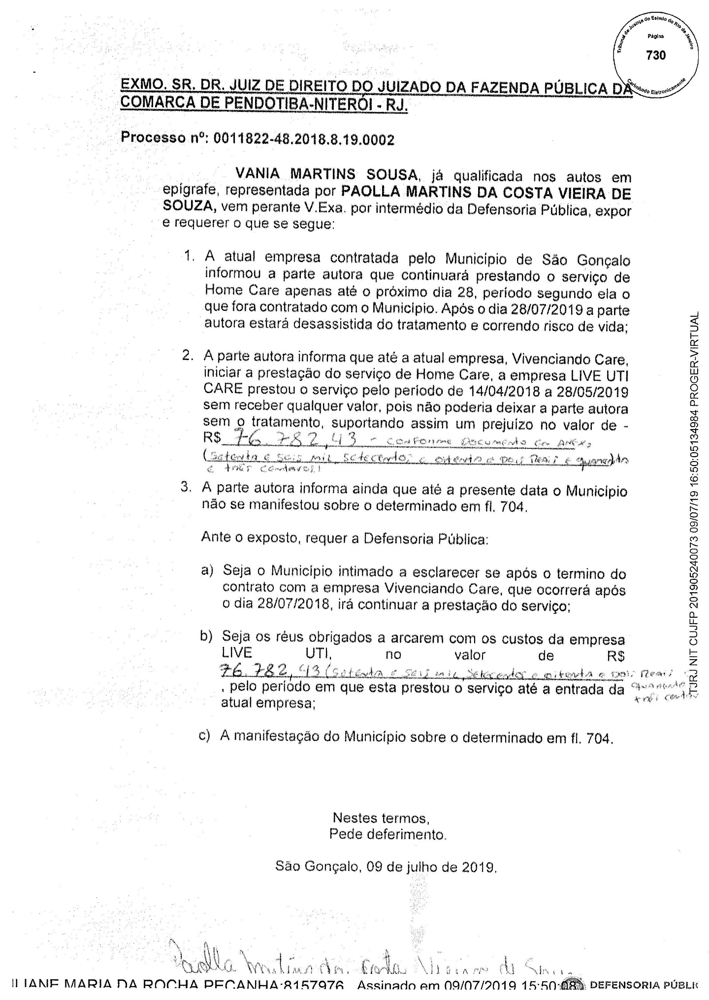 Tribunal de Justiça do Estado do Rio de Janeiro
Página
730
Carimbado Eletronicamente
EXMO. SR. DR. JUIZ DE DIREITO DO JUIZADO DA FAZENDA PÚBLICA DA
COMARCA DE PENDOTIBA-NITERÓI - RJ.
Processo nº: 0011822-48.2018.8.19.0002
VANIA MARTINS SOUSA, já qualificada nos autos em
epígrafe, representada por PAOLLA MARTINS DA COSTA VIEIRA DE
SOUZA, vem perante V.Exa. por intermédio da Defensoria Pública, expor
e requerer o que se segue:
1. A atual empresa contratada pelo Município de São Gonçalo
informou a parte autora que continuará prestando o serviço de
Home Care apenas até o próximo dia 28, período segundo ela o
que fora contratado com o Município. Após o dia 28/07/2019 a parte
autora estará desassistida do tratamento e correndo risco de vida;
2. A parte autora informa que até a atual empresa, Vivenciando Care,
iniciar a prestação do serviço de Home Care, a empresa LIVE UTI
CARE prestou o serviço pelo período de 14/04/2018 a 28/05/2019
sem receber qualquer valor, pois não poderia deixar a parte autora
sem o tratamento, suportando assim um prejuízo no valor de -
R$ 76.782,43 - conforme documento em anexo
(setenta e seis mil, setecentos e oitenta e dois reais e quarenta
e três centavos)
3. A parte autora informa ainda que até a presente data o Município
não se manifestou sobre o determinado em fl. 704.
Ante o exposto, requer a Defensoria Pública:
a) Seja o Município intimado a esclarecer se após o termino do
contrato com a empresa Vivenciando Care, que ocorrerá após
o dia 28/07/2018, irá continuar a prestação do serviço;
b) Seja os réus obrigados a arcarem com os custos da empresa
LIVE UTI, no valor de R$
76.782,43 (setenta e seis mil, setecentos e oitenta e dois reais
, pelo período em que esta prestou o serviço até a entrada da quarenta
atual empresa; três centav
c) A manifestação do Município sobre o determinado em fl. 704.
Nestes termos,
Pede deferimento.
São Gonçalo, 09 de julho de 2019.
Paolla Martins da Costa Vieira de Souza
ILIANE MARIA DA ROCHA PECANHA:8157976 Assinado em 09/07/2019 15:50:08 DEFENSORIA PÚBLIC
TJRJ NIT CUJFP 201905240073 09/07/19 16:50:05134984 PROGER-VIRTUAL